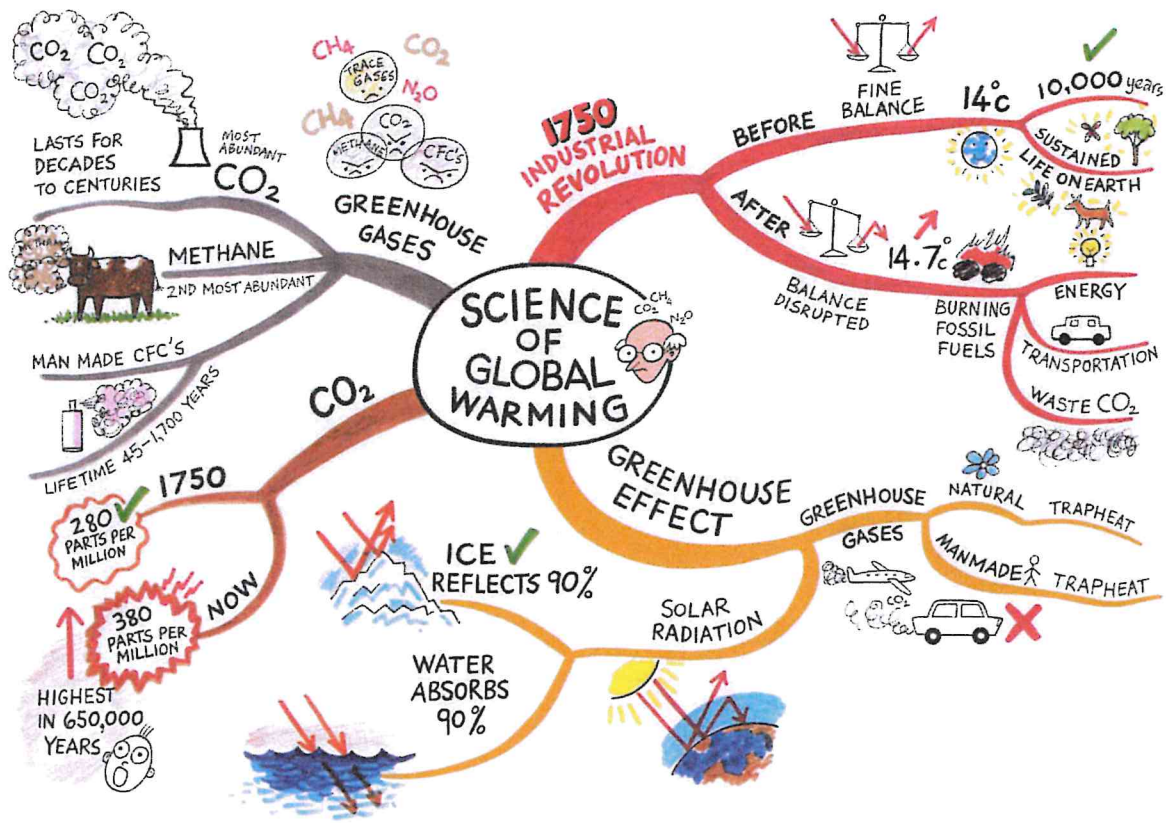 SCIENCE
OF
GLOBAL
WARMING
CO2
CH4
N2O
1750
INDUSTRIAL
REVOLUTION
BEFORE
FINE
BALANCE
14°C
10,000 years
SUSTAINED
LIFE ON EARTH
AFTER
BALANCE
DISRUPTED
14.7°C
BURNING
FOSSIL
FUELS
ENERGY
TRANSPORTATION
WASTE CO2
GREENHOUSE
EFFECT
GREENHOUSE
GASES
NATURAL
TRAPHEAT
MANMADE
TRAPHEAT
CO2
SOLAR
RADIATION
ICE
REFLECTS 90%
WATER
ABSORBS
90%
CO2
1750
280
PARTS PER
MILLION
NOW
380
PARTS PER
MILLION
HIGHEST
IN 650,000
YEARS
GREENHOUSE
GASES
CH4
CO2
TRACE
GASES
N2O
CH4
CO2
METHANE
CFC'S
CO2
CO2
CO2
LASTS FOR
DECADES
TO CENTURIES
MOST
ABUNDANT
CO2
METHANE
2ND MOST ABUNDANT
MAN MADE CFC'S
LIFETIME 45-1,700 YEARS